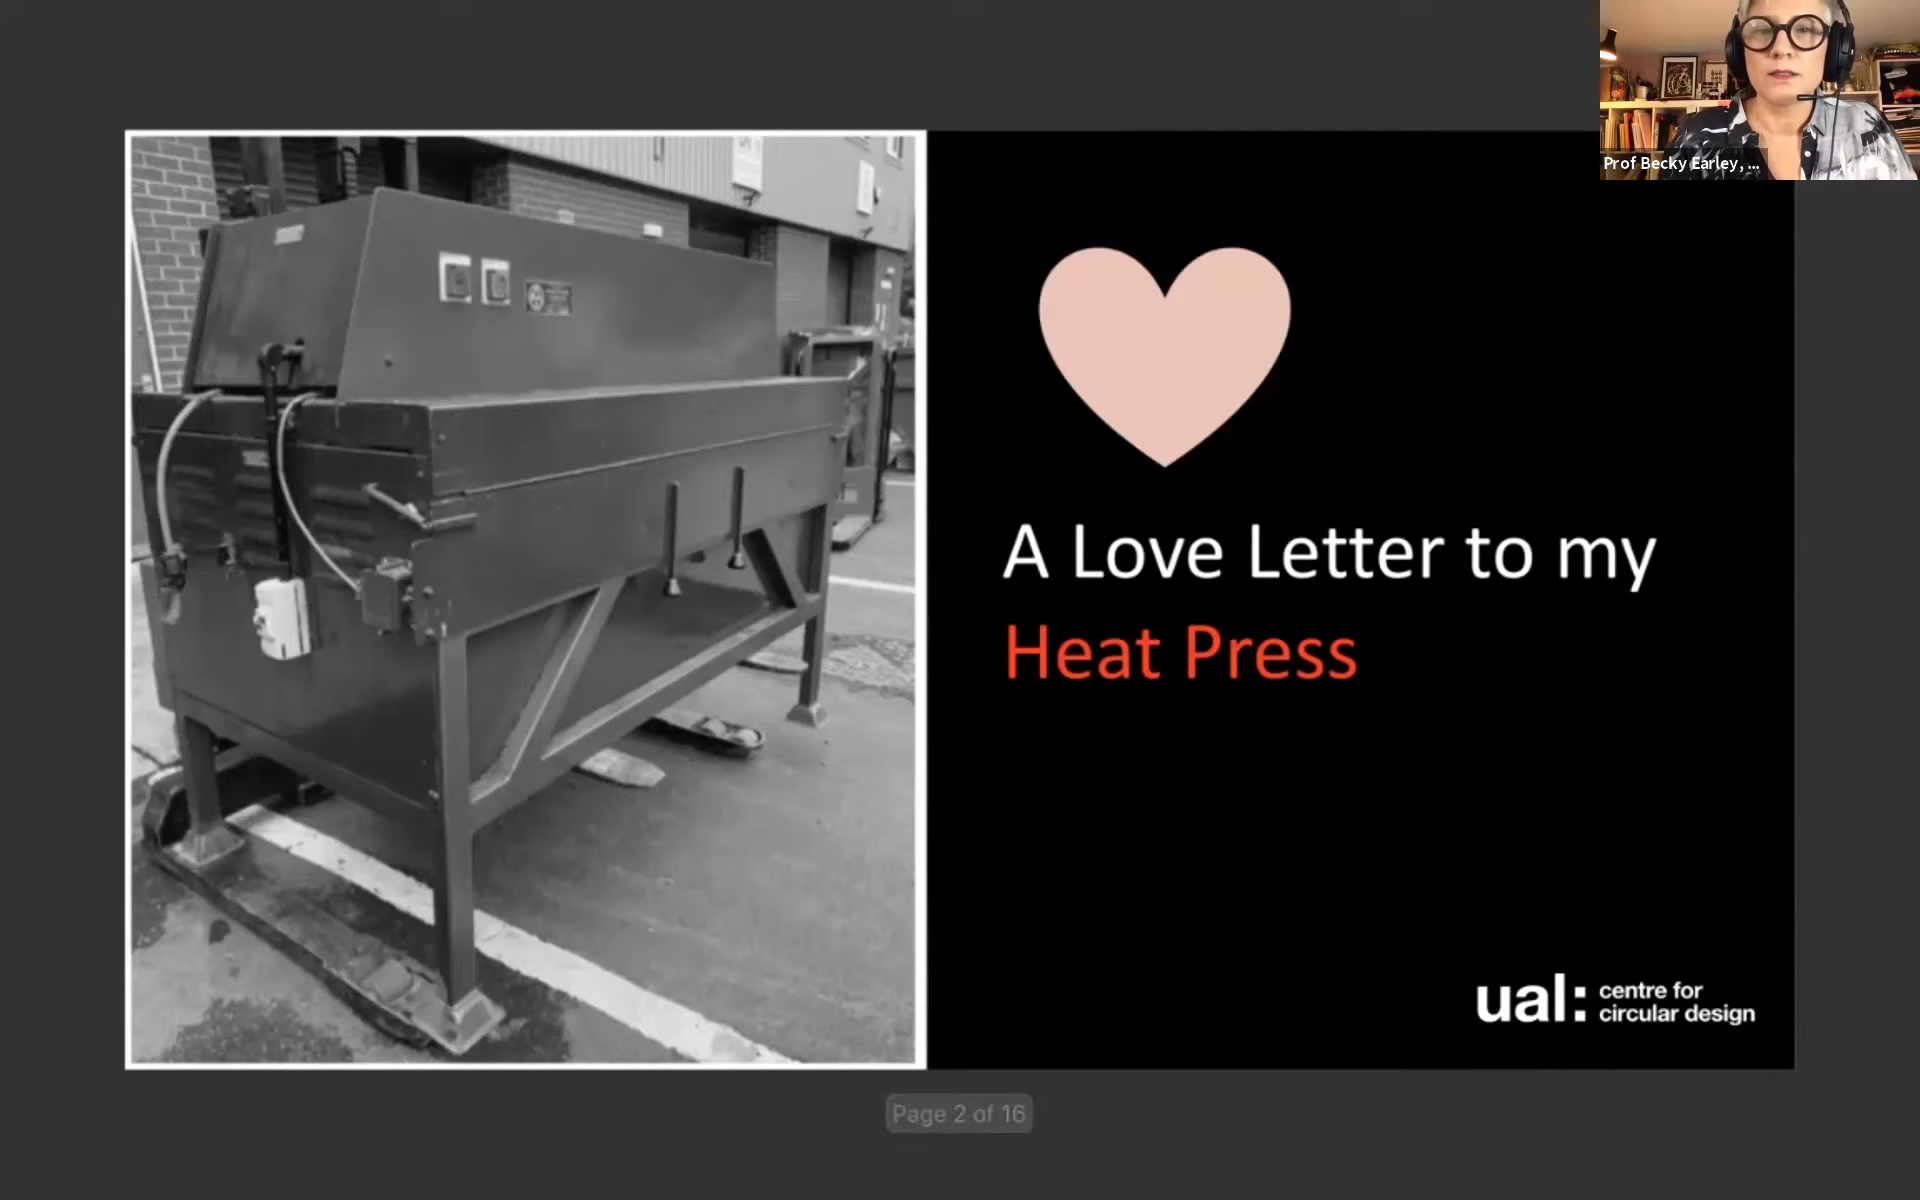 Prof Becky Earley, ...
A Love Letter to my
Heat Press
ual: centre for
circular design
Page 2 of 16